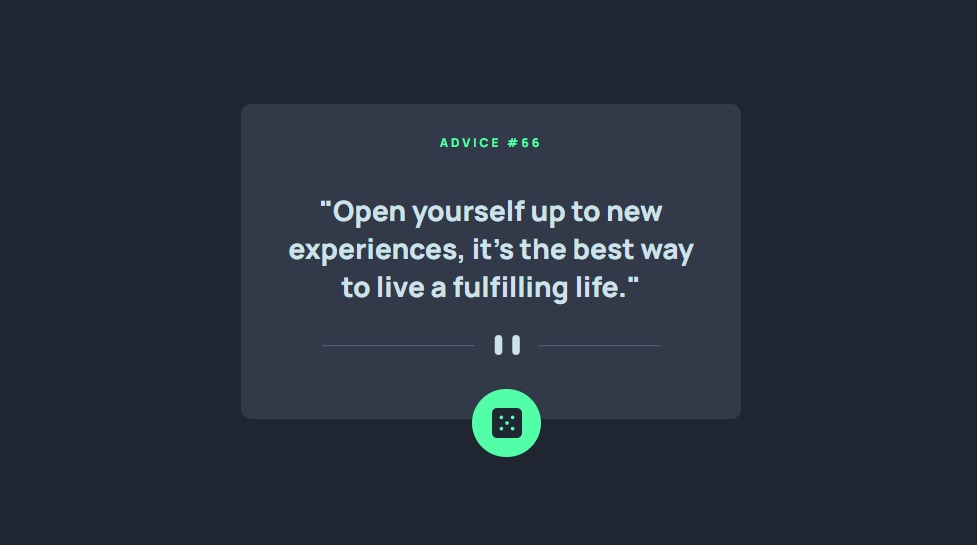 ADVICE #66
"Open yourself up to new
experiences, it’s the best way
to live a fulfilling life."